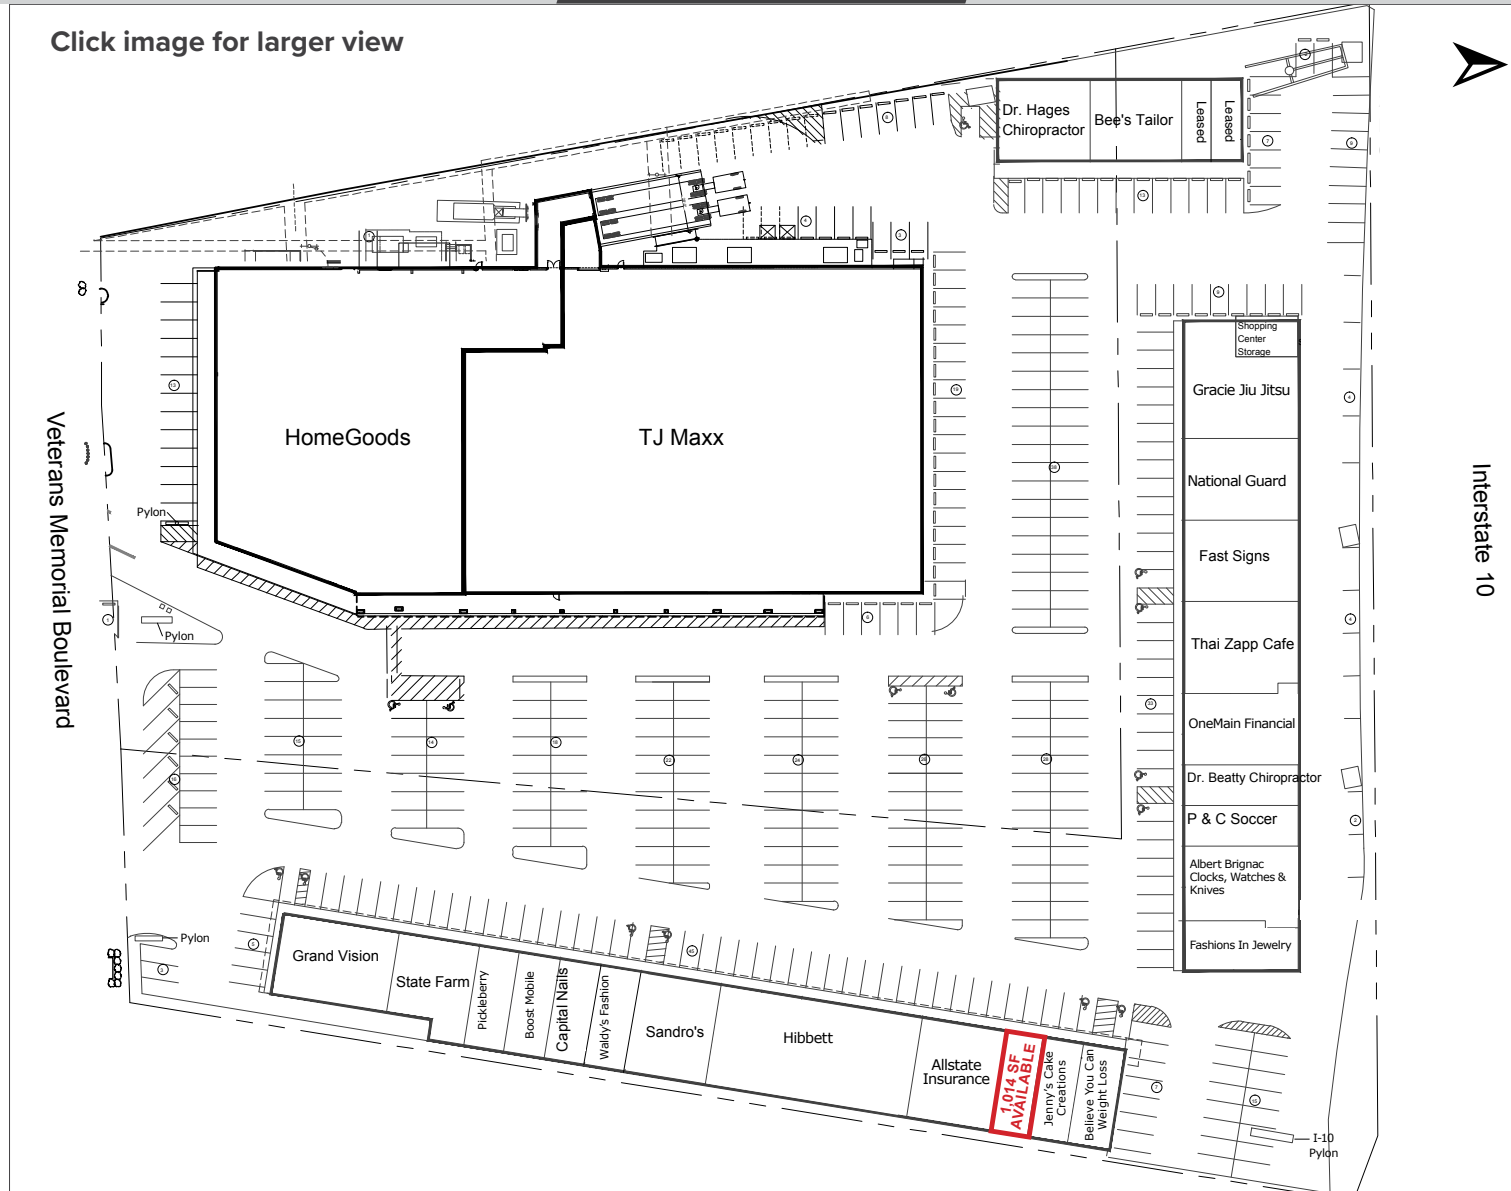 Click image for larger view
Dr. Hages
Chiropractor
Bee's Tailor
Leased
Leased
Shopping
Center
Storage
Gracie Jiu Jitsu
National Guard
Fast Signs
Thai Zapp Cafe
OneMain Financial
Dr. Beatty Chiropractor
P & C Soccer
Albert Brignac
Clocks, Watches &
Knives
Fashions In Jewelry
Interstate 10
HomeGoods
TJ Maxx
Veterans Memorial Boulevard
Pylon
Pylon
Pylon
Grand Vision
State Farm
Pickleberry
Boost Mobile
Capital Nails
Waldy's Fashion
Sandro's
Hibbett
Allstate
Insurance
1,014 SF
AVAILABLE
Jenny's Cake
Creations
Believe You Can
Weight Loss
I-10
Pylon